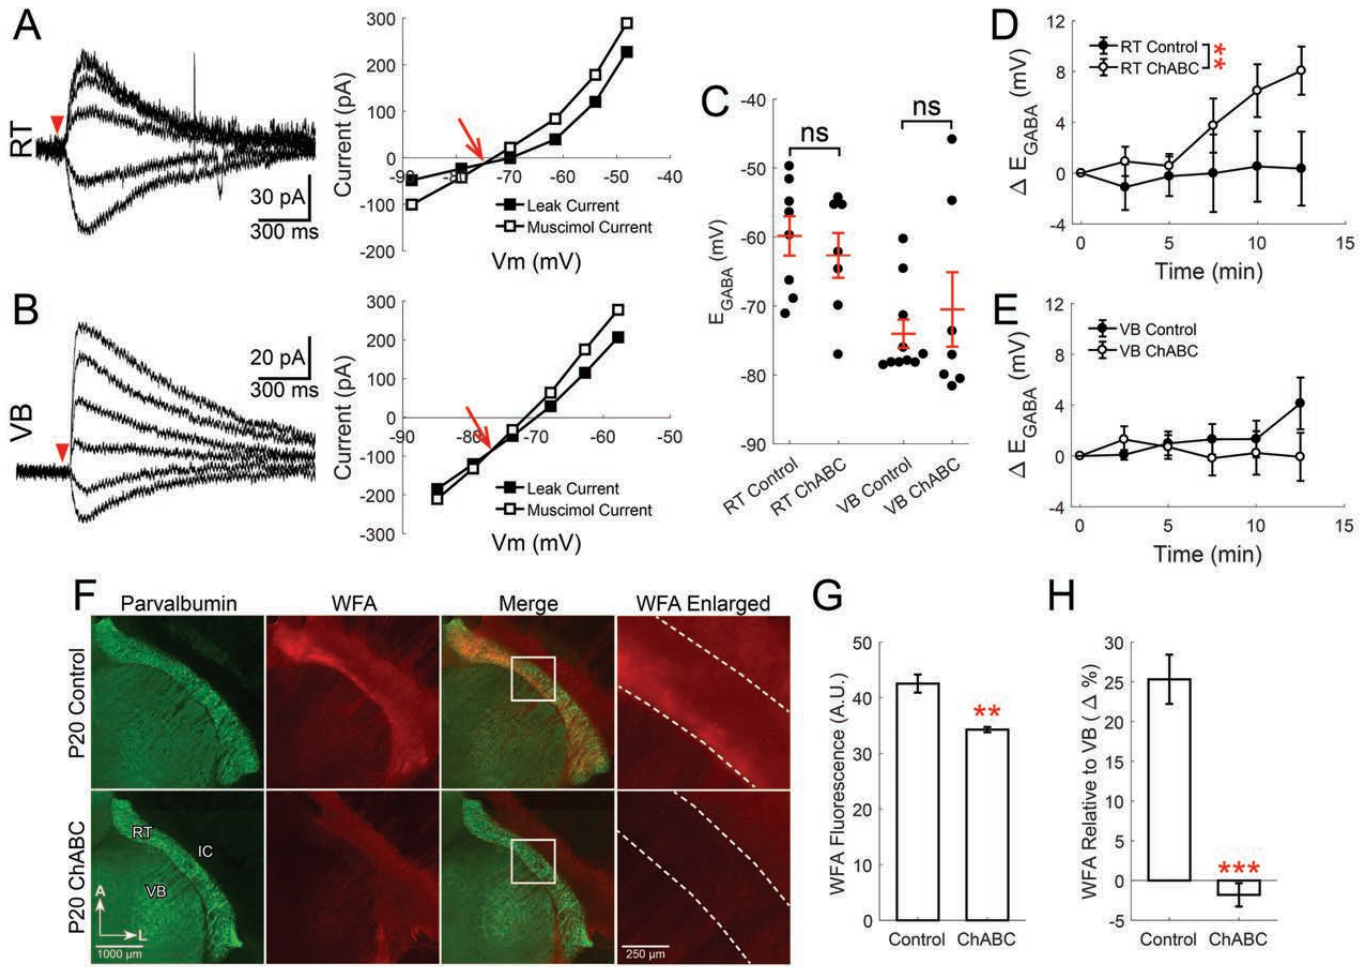 A
RT
30 pA
300 ms
Current (pA)
300
200
100
0
-100
-200
-80
-70
-60
-50
-40
Leak Current
Muscimol Current
Vm (mV)
B
VB
20 pA
300 ms
Current (pA)
300
200
100
0
-100
-200
-300
-90
-80
-70
-60
-50
Leak Current
Muscimol Current
Vm (mV)
C
E GABA (mV)
-40
-50
-60
-70
-80
-90
ns
ns
RT Control
RT ChABC
VB Control
VB ChABC
D
Δ E GABA (mV)
12
8
4
0
-4
RT Control
RT ChABC
**
0
5
10
15
Time (min)
E
Δ E GABA (mV)
12
8
4
0
-4
VB Control
VB ChABC
0
5
10
15
Time (min)
F
Parvalbumin
WFA
Merge
WFA Enlarged
P20 Control
P20 ChABC
RT
IC
VB
A
L
1000 µm
250 µm
G
WFA Fluorescence (A.U.)
50
40
30
20
10
0
**
Control
ChABC
H
WFA Relative to VB ( Δ %)
30
25
20
15
10
5
0
-5
***
Control
ChABC